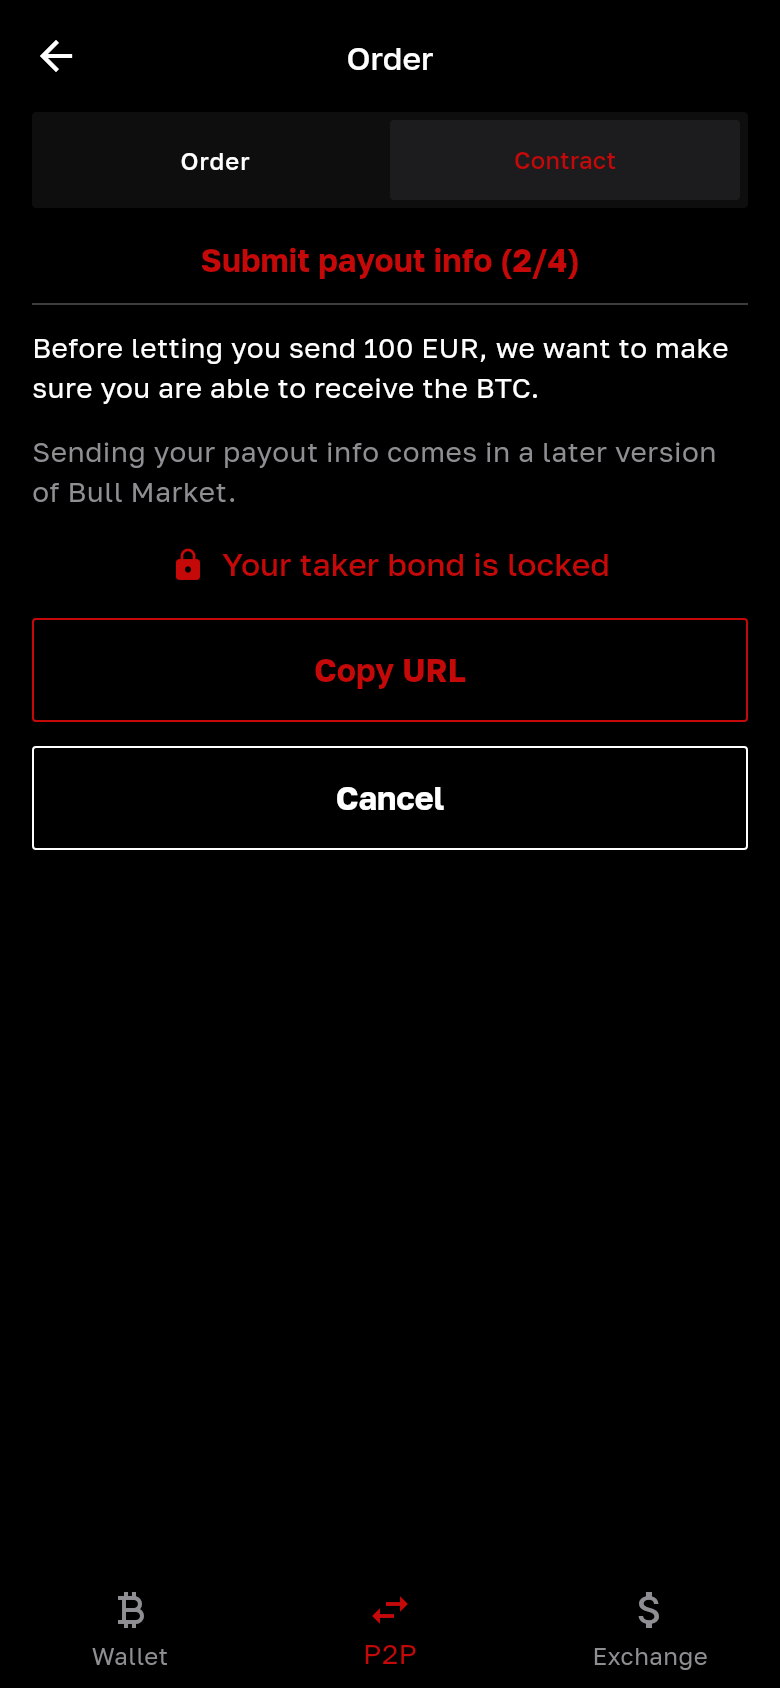 Order
Order
Contract
Submit payout info (2/4)
Before letting you send 100 EUR, we want to make
sure you are able to receive the BTC.
Sending your payout info comes in a later version
of Bull Market.
Your taker bond is locked
Copy URL
Cancel
Wallet
P2P
Exchange